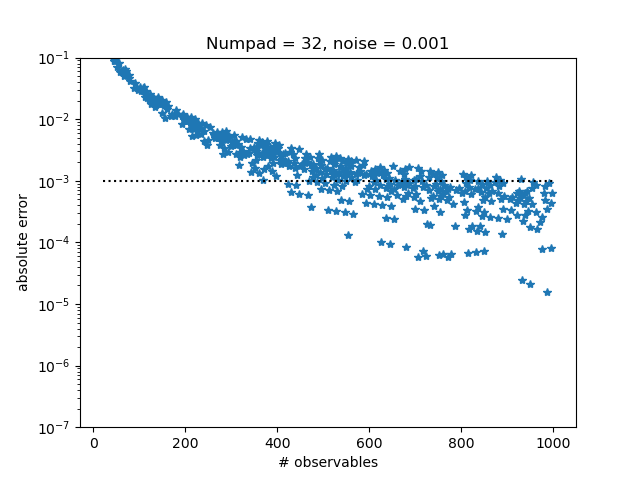 Numpad = 32, noise = 0.001
absolute error
10⁻¹
10⁻²
10⁻³
10⁻⁴
10⁻⁵
10⁻⁶
10⁻⁷
0 200 400 600 800 1000
# observables